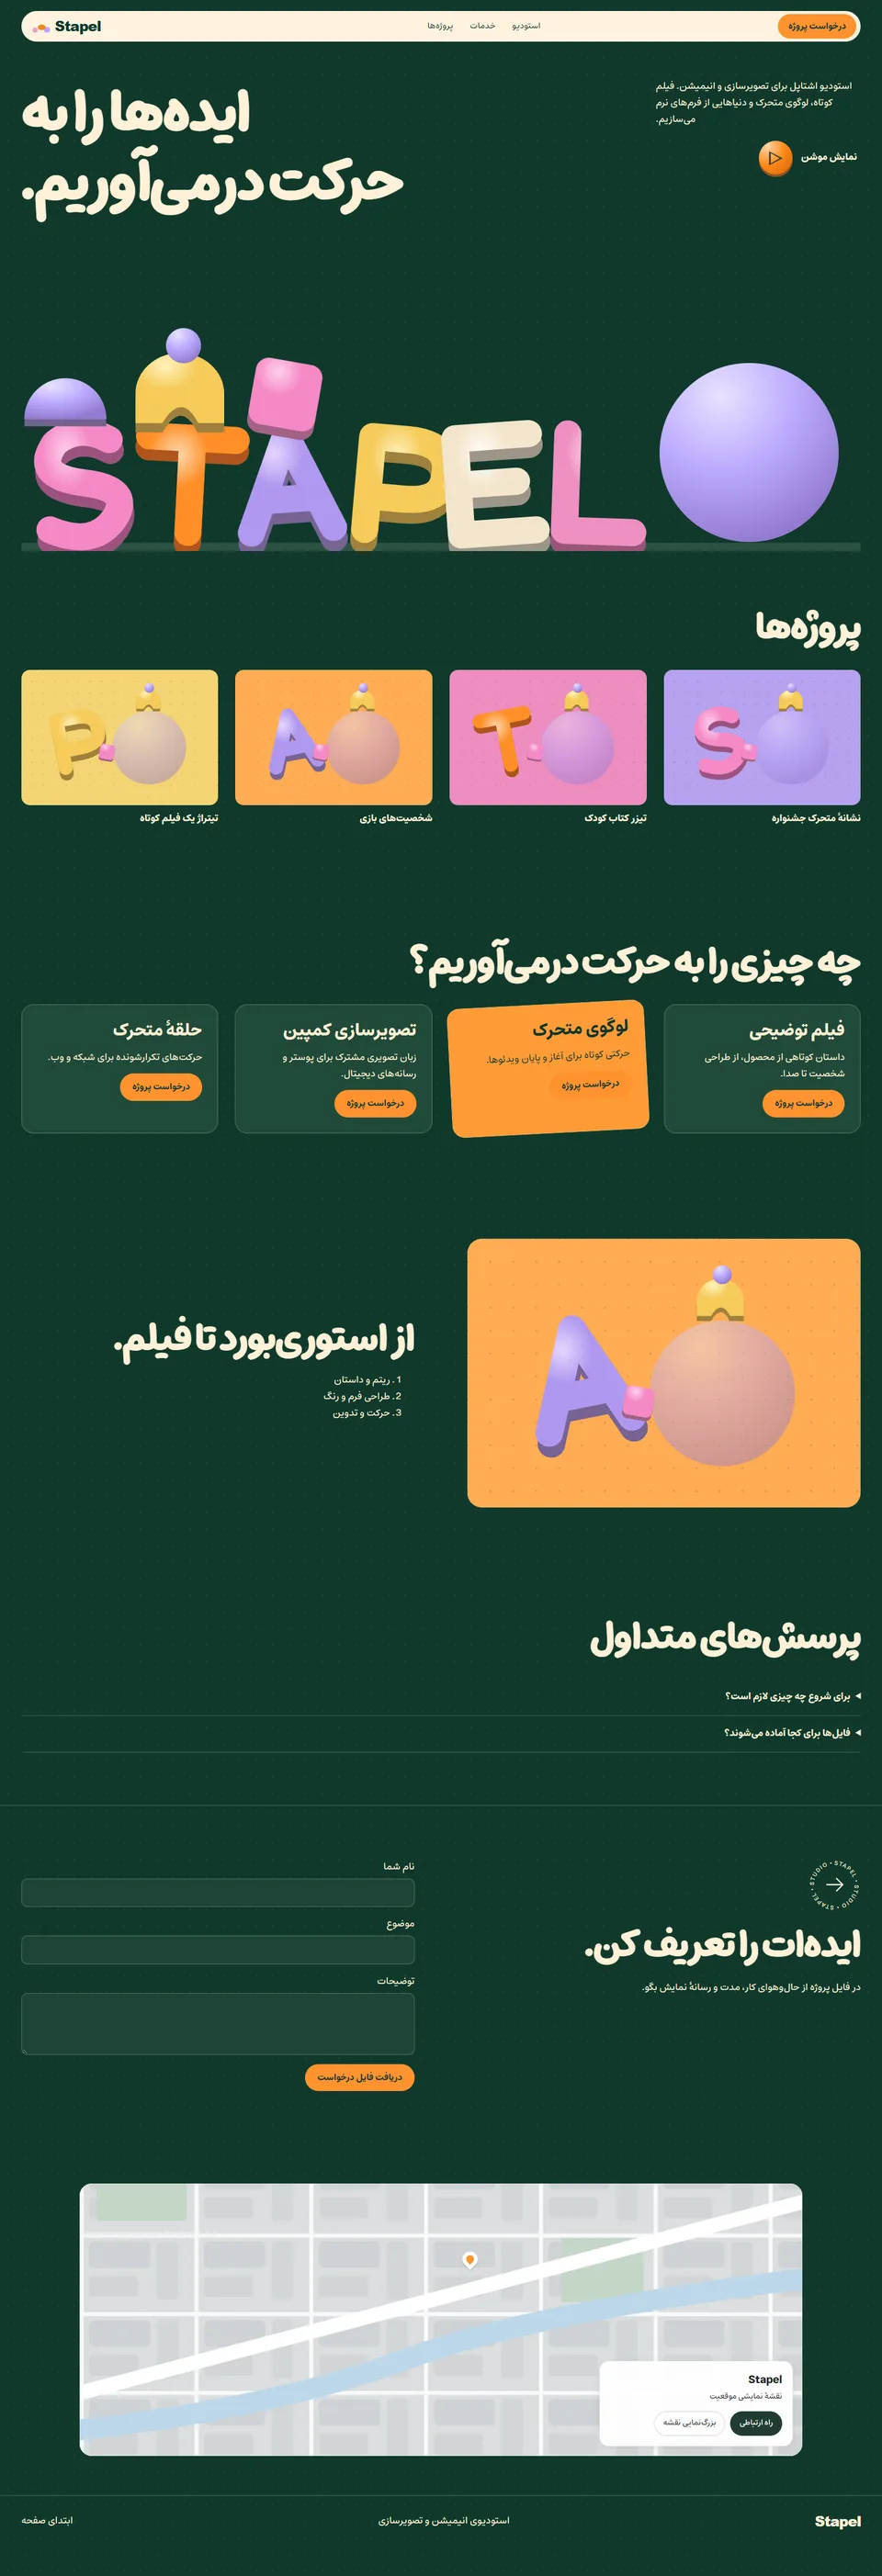 Stapel
استودیو
خدمات
پروژه‌ها
درخواست پروژه
ایده‌ها را به
حرکت درمی‌آوریم.
استودیو اشتاپل برای تصویرسازی و انیمیشن. فیلم
کوتاه، لوگوی متحرک و دنیاهایی از فرم‌های نرم
می‌سازیم.
نمایش موشن
STAPEL
پروژه‌ها
S
T
A
P
نشانهٔ متحرک جشنواره
تیزر کتاب کودک
شخصیت‌های بازی
تیتراژ یک فیلم کوتاه
چه چیزی را به حرکت درمی‌آوریم؟
فیلم توضیحی
داستان کوتاهی از محصول، از طراحی
شخصیت تا صدا.
درخواست پروژه
لوگوی متحرک
حرکتی کوتاه برای آغاز و پایان ویدئوها.
درخواست پروژه
تصویرسازی کمپین
زبان تصویری مشترک برای پوستر و
رسانه‌های دیجیتال.
درخواست پروژه
حلقهٔ متحرک
حرکت‌های تکرارشونده برای شبکه و وب.
درخواست پروژه
A
از استوری‌بورد تا فیلم.
1. ریتم و داستان
2. طراحی فرم و رنگ
3. حرکت و تدوین
پرسش‌های متداول
برای شروع چه چیزی لازم است؟
فایل‌ها برای کجا آماده می‌شوند؟
STAPEL • STUDIO • STAPEL • STUDIO •
ایده‌ات را تعریف کن.
در فایل پروژه از حال‌وهوای کار، مدت و رسانهٔ نمایش بگو.
نام شما
موضوع
توضیحات
دریافت فایل درخواست
Stapel
نقشهٔ نمایشی موقعیت
راه ارتباطی
بزرگ‌نمایی نقشه
Stapel
استودیوی انیمیشن و تصویرسازی
ابتدای صفحه